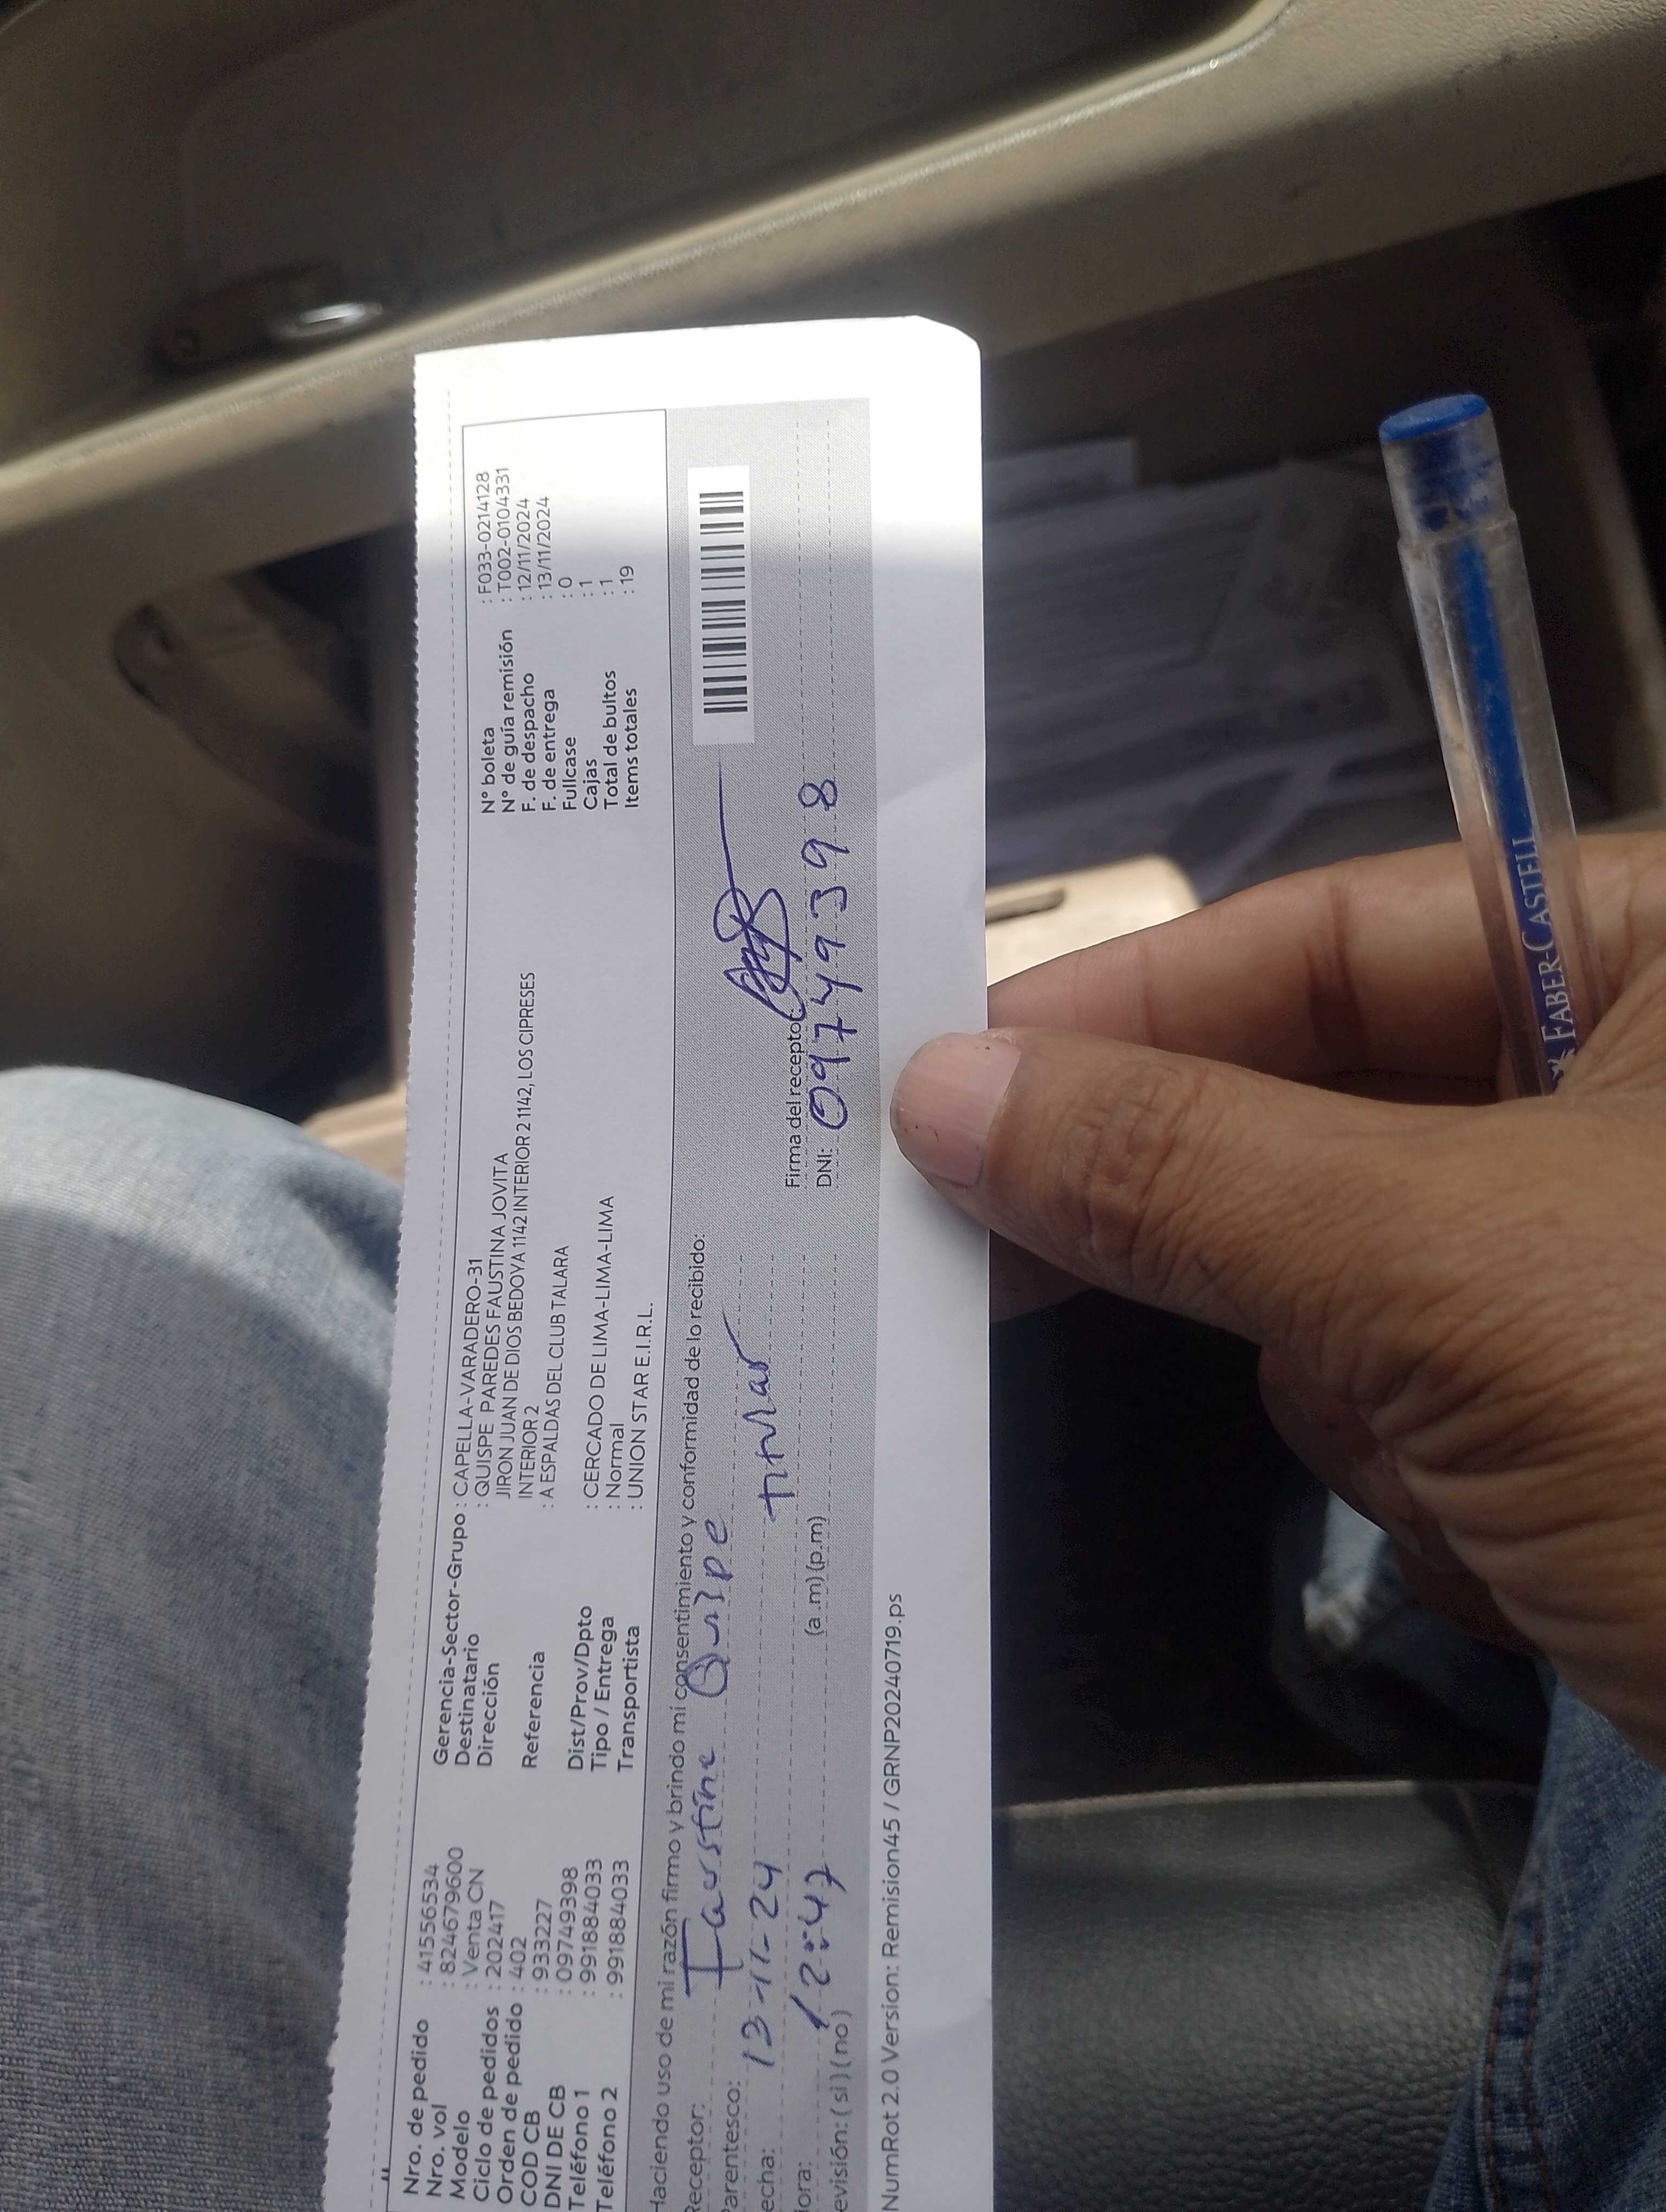 Nro. de pedido : 41556534
Nro. vol : 8246796OO
Modelo : Venta CN
Ciclo de pedidos : 202417
Orden de pedido : 402
COD CB : 933227
DNI DE CB : 09749398
Teléfono 1 : 991884033
Teléfono 2 : 991884033
Gerencia-Sector-Grupo : CAPELLA-VARADERO-31
Destinatario : QUISPE PAREDES FAUSTINA JOVITA
Dirección JIRON JUAN DE DIOS BEDOYA 1142 INTERIOR 2 1142, LOS CIPRESES
INTERIOR 2
Referencia : A ESPALDAS DEL CLUB TALARA
Dist/Prov/Dpto : CERCADO DE LIMA-LIMA-LIMA
Tipo / Entrega : Normal
Transportista : UNION STAR E.I.R.L.
N° boleta : F033-0214128
N° de guía remisión : T002-0104331
F. de despacho : 12/11/2024
F. de entrega : 13/11/2024
Fullcase : 0
Cajas : 1
Total de bultos : 1
Items totales : 19
Haciendo uso de mi razón firmo y brindo mi consentimiento y conformidad de lo recibido:
Receptor: Faustina Quispe
Parentesco: titular
echa: 13-11-24
ora: 12:47 (a .m) (p.m)
evisión: ( si ) ( no )
Firma del receptor
DNI: 09749398
NumRot 2.0 Version: Remision45 / GRNP20240719.ps
FABER-CASTELL